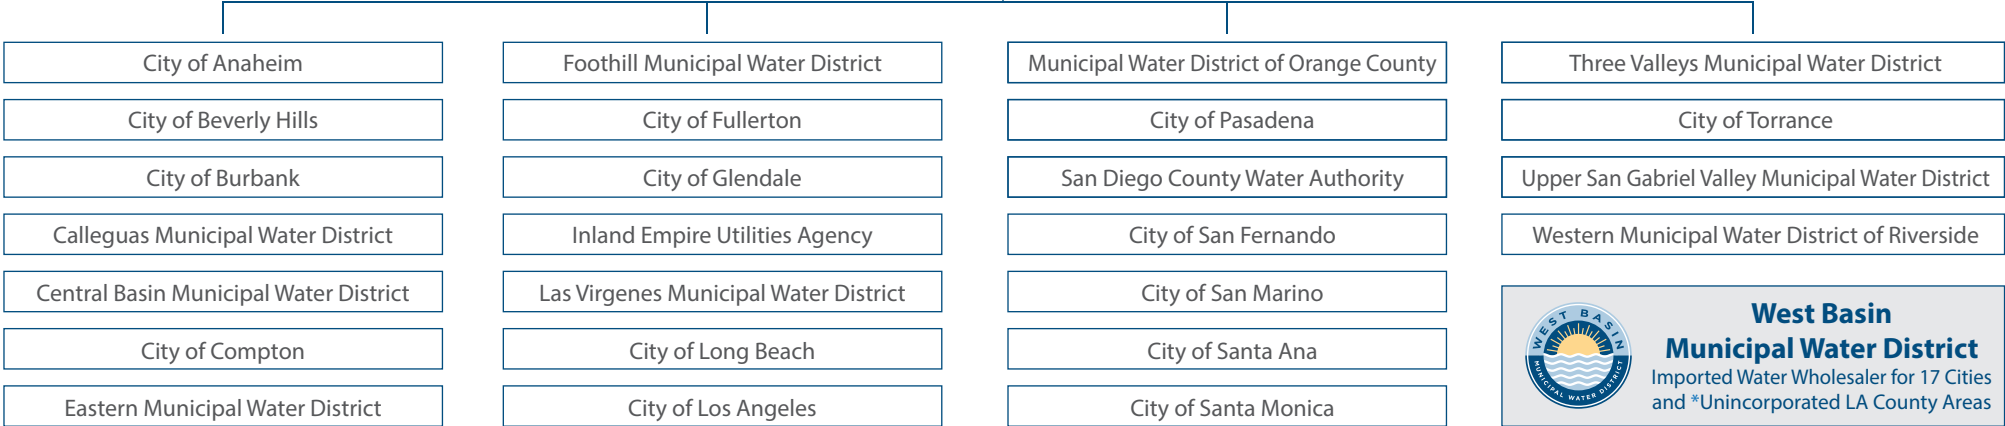 City of Anaheim
City of Beverly Hills
City of Burbank
Calleguas Municipal Water District
Central Basin Municipal Water District
City of Compton
Eastern Municipal Water District
Foothill Municipal Water District
City of Fullerton
City of Glendale
Inland Empire Utilities Agency
Las Virgenes Municipal Water District
City of Long Beach
City of Los Angeles
Municipal Water District of Orange County
City of Pasadena
San Diego County Water Authority
City of San Fernando
City of San Marino
City of Santa Ana
City of Santa Monica
Three Valleys Municipal Water District
City of Torrance
Upper San Gabriel Valley Municipal Water District
Western Municipal Water District of Riverside
WEST BASIN
MUNICIPAL WATER DISTRICT
West Basin
Municipal Water District
Imported Water Wholesaler for 17 Cities
and *Unincorporated LA County Areas